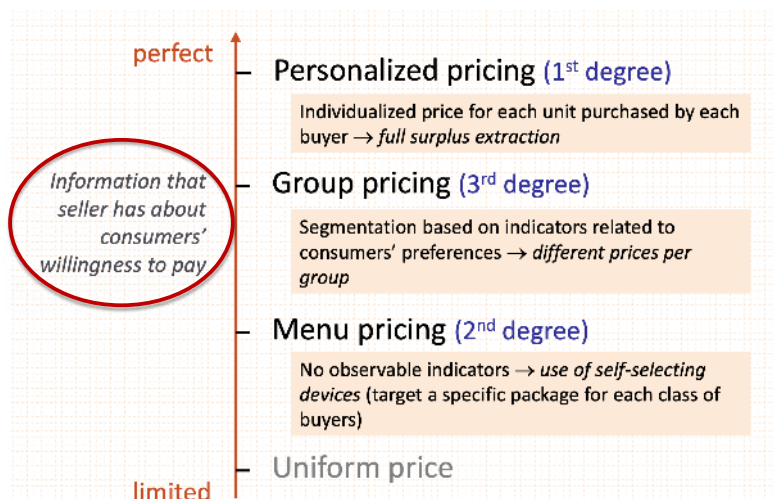 perfect
Personalized pricing (1st degree)
Individualized price for each unit purchased by each
buyer → full surplus extraction
Information that
seller has about
consumers’
willingness to pay
Group pricing (3rd degree)
Segmentation based on indicators related to
consumers’ preferences → different prices per
group
Menu pricing (2nd degree)
No observable indicators → use of self-selecting
devices (target a specific package for each class of
buyers)
Uniform price
limited